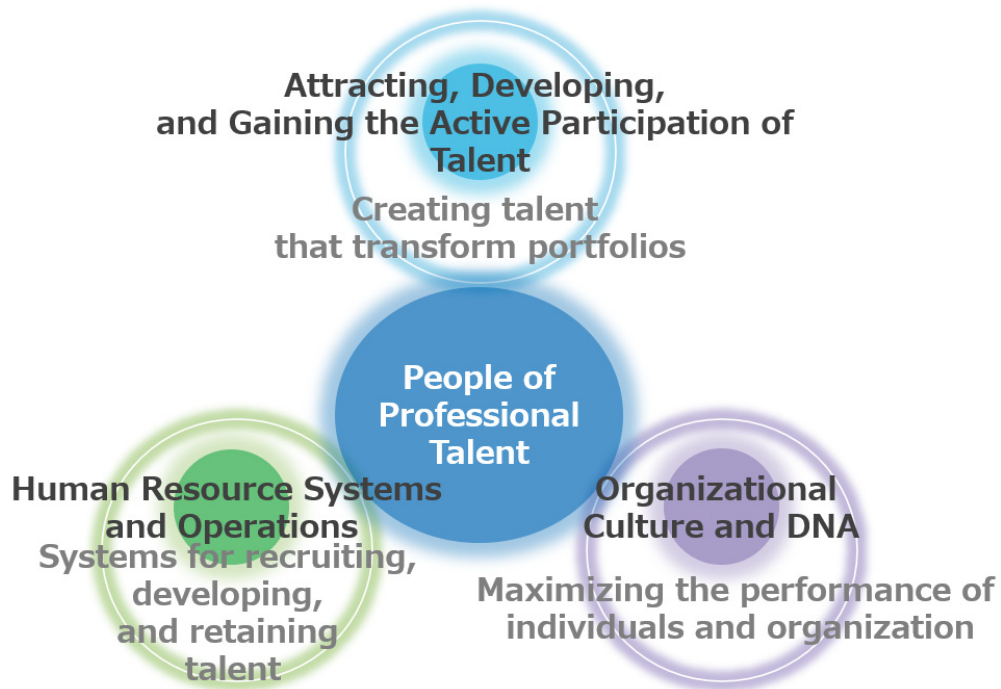 Attracting, Developing,
and Gaining the Active Participation of
Talent
Creating talent
that transform portfolios
People of
Professional
Talent
Human Resource Systems
and Operations
Systems for recruiting,
developing,
and retaining
talent
Organizational
Culture and DNA
Maximizing the performance of
individuals and organization